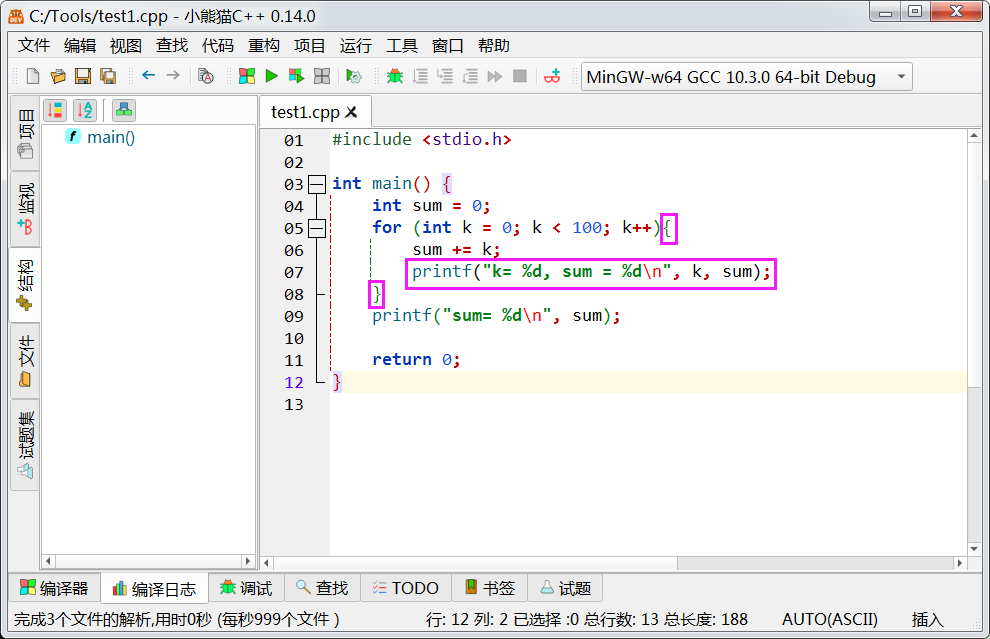 C:/Tools/test1.cpp - 小熊猫C++ 0.14.0
文件 编辑 视图 查找 代码 重构 项目 运行 工具 窗口 帮助
MinGW-w64 GCC 10.3.0 64-bit Debug
项目
监视
结构
文件
试题集
main()
test1.cpp
01 #include <stdio.h>
02
03 int main() {
04 int sum = 0;
05 for (int k = 0; k < 100; k++){
06 sum += k;
07 printf("k= %d, sum = %d\n", k, sum);
08 }
09 printf("sum= %d\n", sum);
10
11 return 0;
12 }
13
编译器 编译日志 调试 查找 TODO 书签 试题
完成3个文件的解析,用时0秒 (每秒999个文件 ) 行: 12 列: 2 已选择 :0 总行数: 13 总长度: 188 AUTO(ASCII) 插入